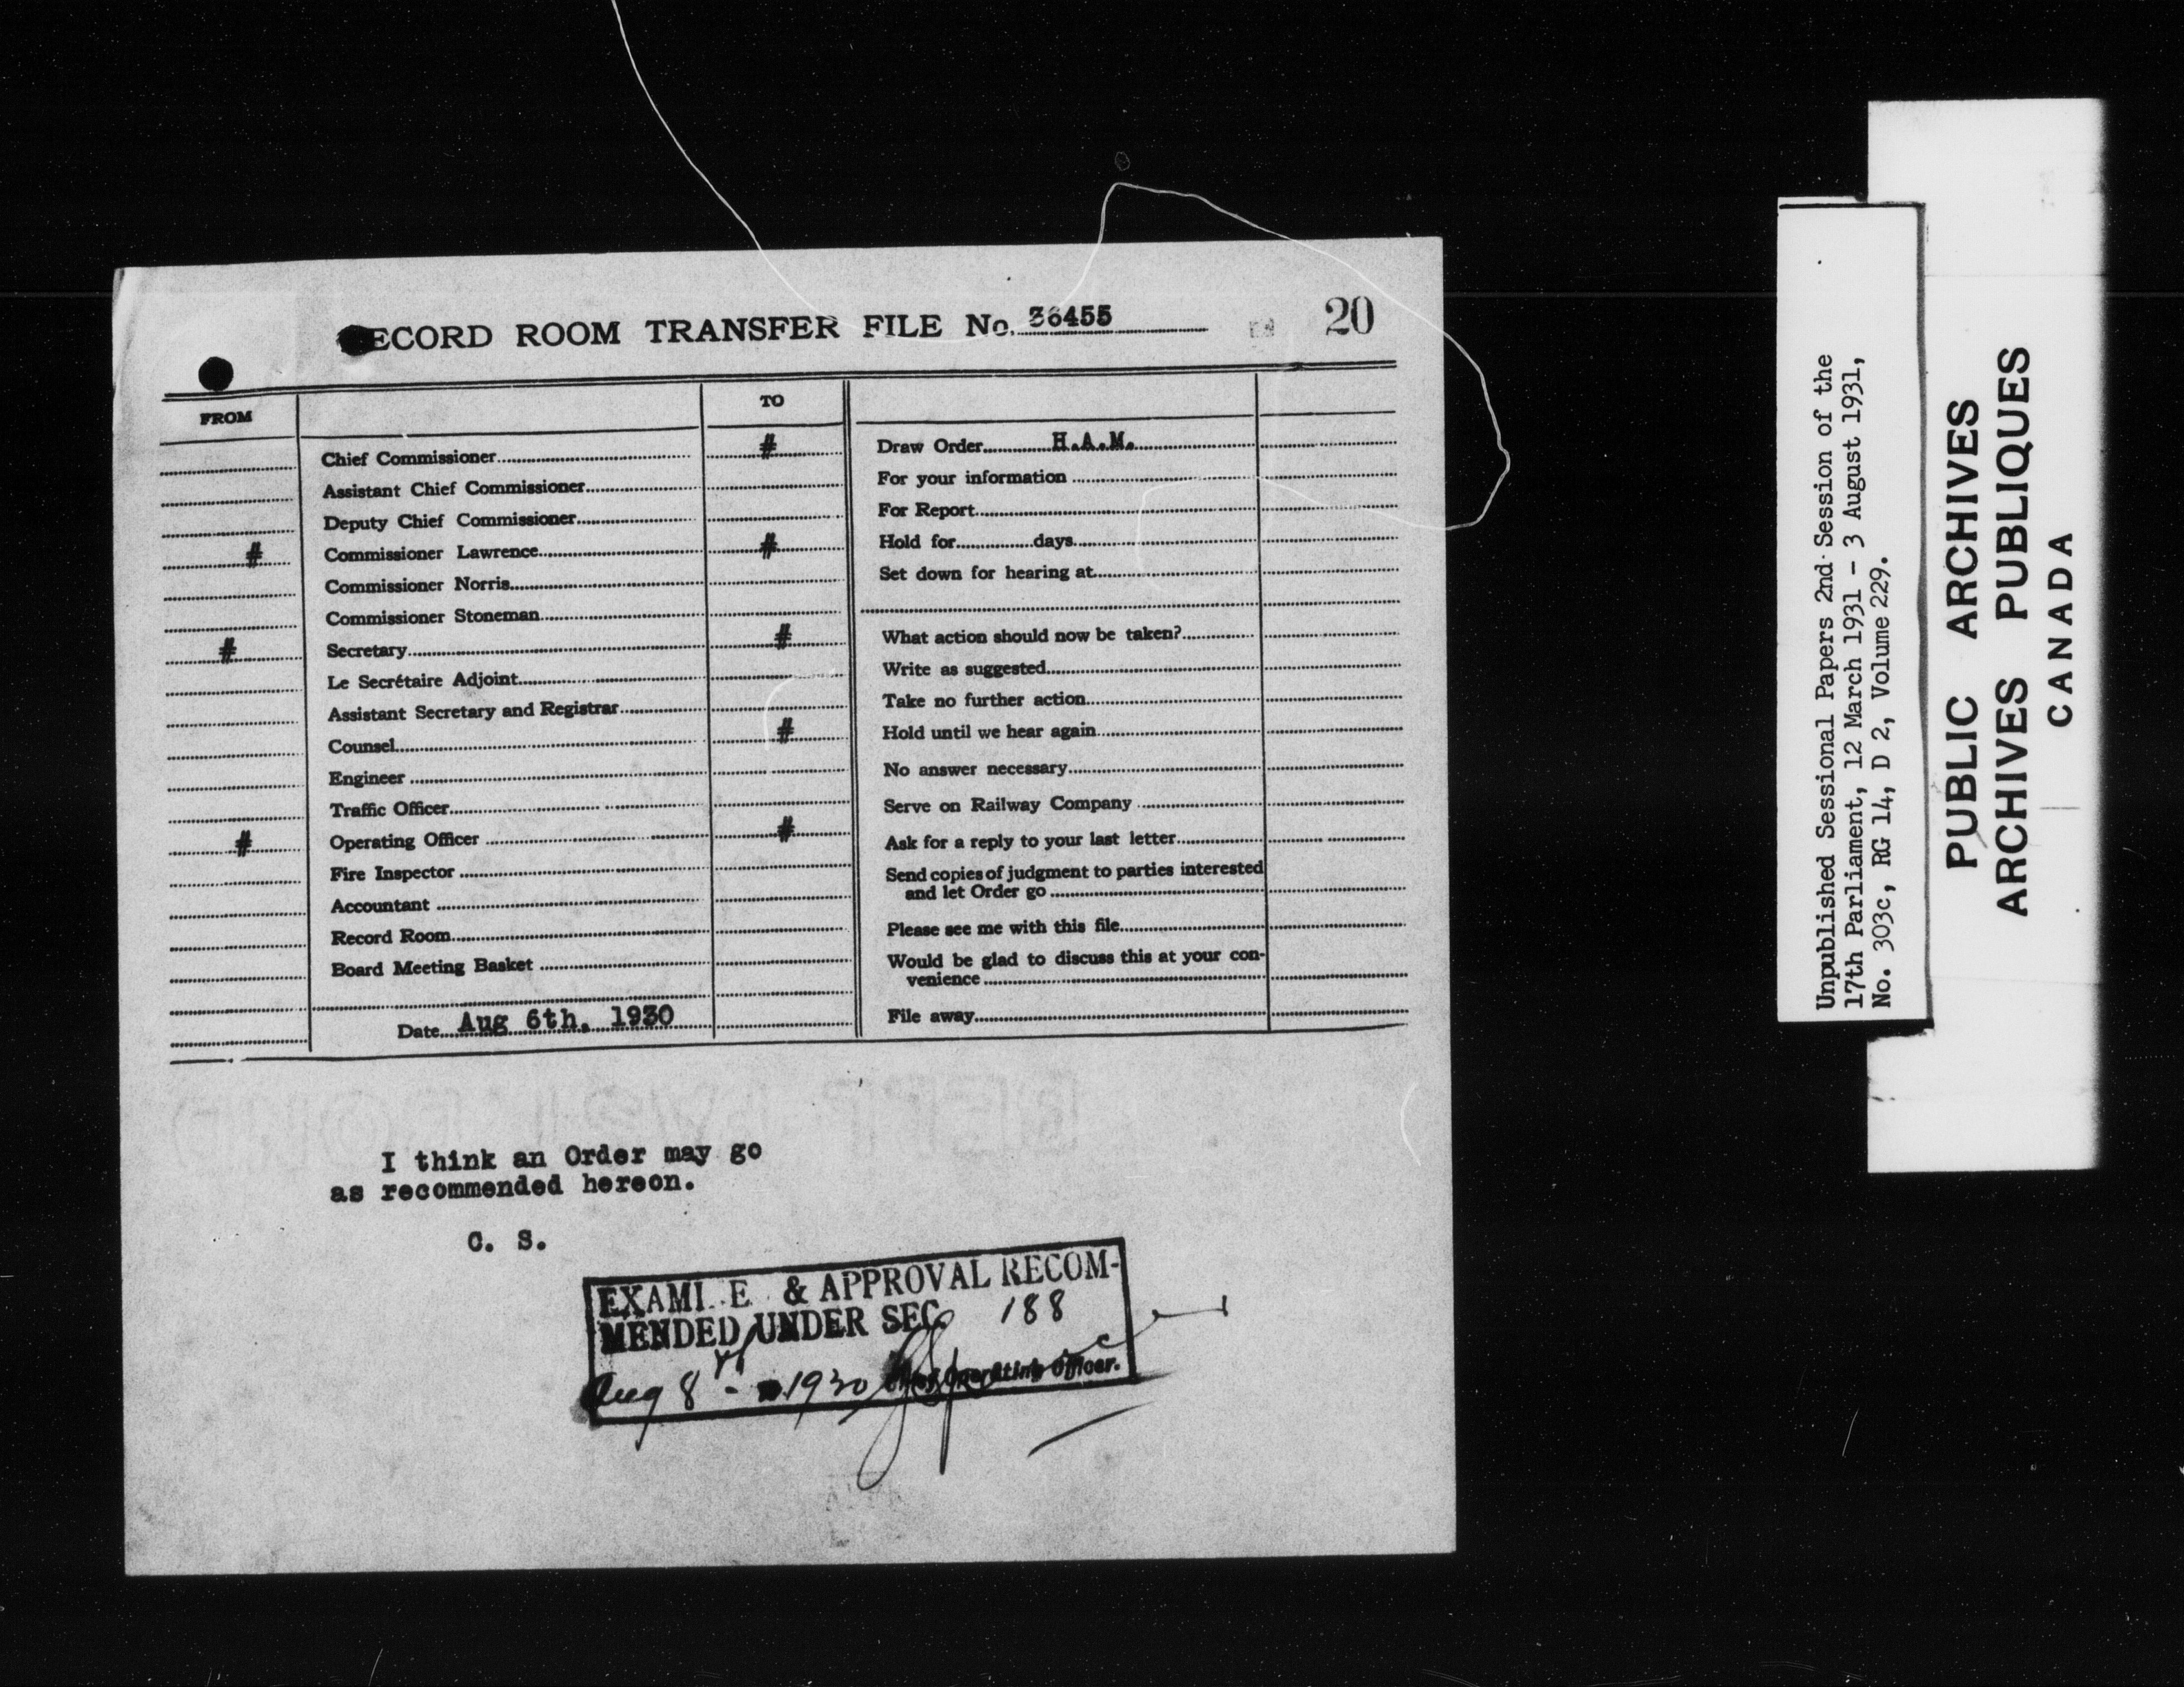 RECORD ROOM TRANSFER FILE No. 36455
20
FROM
TO
Chief Commissioner #
Assistant Chief Commissioner
Deputy Chief Commissioner
# Commissioner Lawrence #
Commissioner Norris
Commissioner Stoneman
# Secretary #
Le Secrétaire Adjoint
Assistant Secretary and Registrar
Counsel #
Engineer
Traffic Officer
# Operating Officer #
Fire Inspector
Accountant
Record Room
Board Meeting Basket
Date Aug 6th, 1930
Draw Order H.A.M.
For your information
For Report
Hold for days
Set down for hearing at
What action should now be taken?
Write as suggested
Take no further action
Hold until we hear again
No answer necessary
Serve on Railway Company
Ask for a reply to your last letter
Send copies of judgment to parties interested
and let Order go
Please see me with this file
Would be glad to discuss this at your con-
venience
File away
I think an Order may go
as recommended hereon.
C. S.
EXAMI E & APPROVAL RECOM-
MENDED UNDER SEC. 188
Aug 8 - 1930 Chief Operating Officer.
Unpublished Sessional Papers 2nd Session of the
17th Parliament, 12 March 1931 - 3 August 1931,
No. 303c, RG 14, D 2, Volume 229.
PUBLIC ARCHIVES
ARCHIVES PUBLIQUES
CANADA